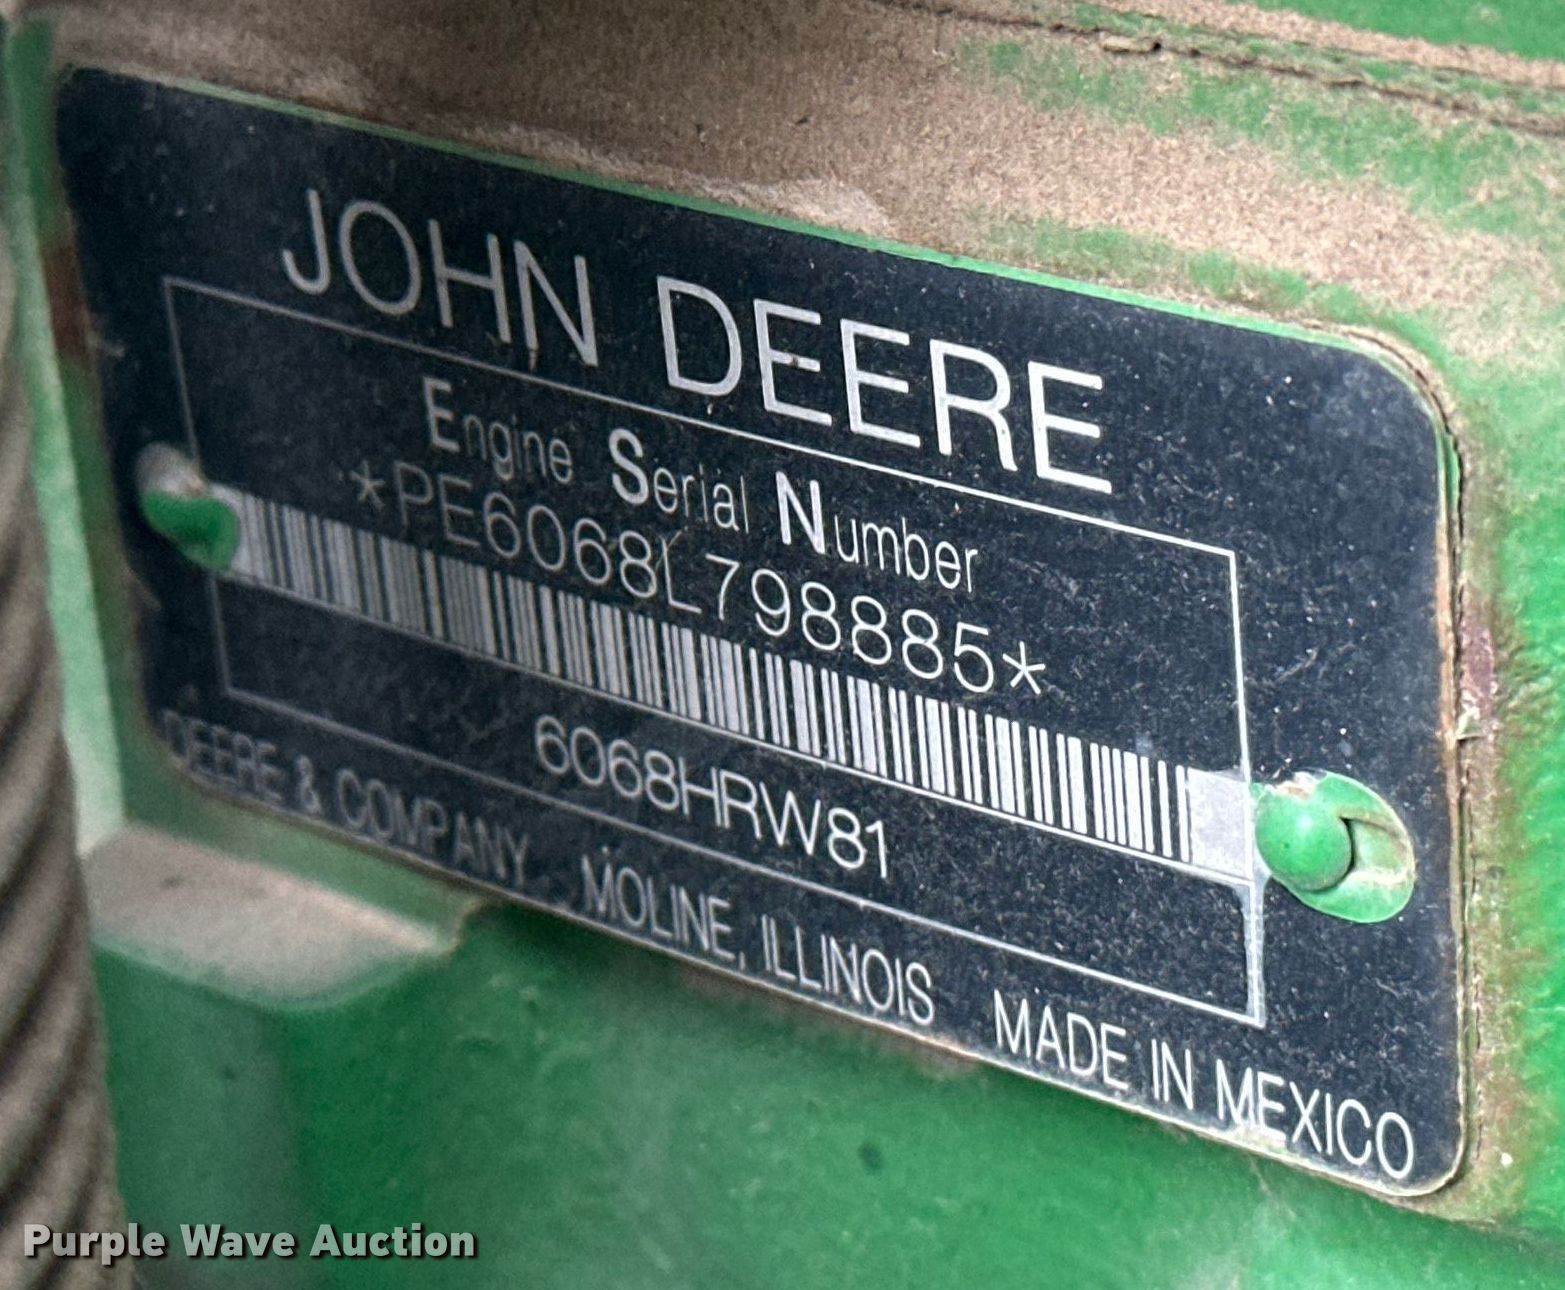 JOHN DEERE
Engine Serial Number
*PE6068L798885*
6068HRW81
DEERE & COMPANY MOLINE, ILLINOIS MADE IN MEXICO
Purple Wave Auction